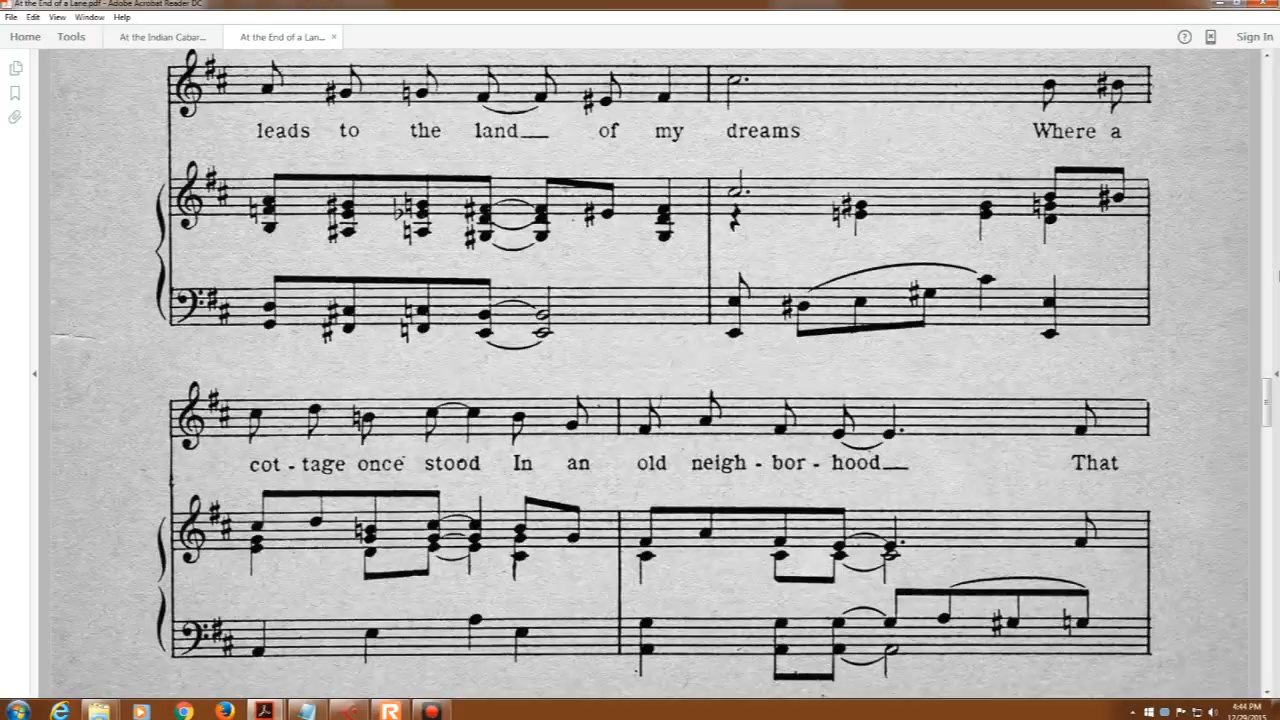 At the End of a Lane.pdf - Adobe Acrobat Reader DC
File Edit View Window Help
Home Tools At the Indian Cabar... At the End of a Lan... ×
Sign In
leads to the land of my dreams Where a
cot - tage once stood In an old neigh - bor - hood That
4:44 PM
12/29/2015